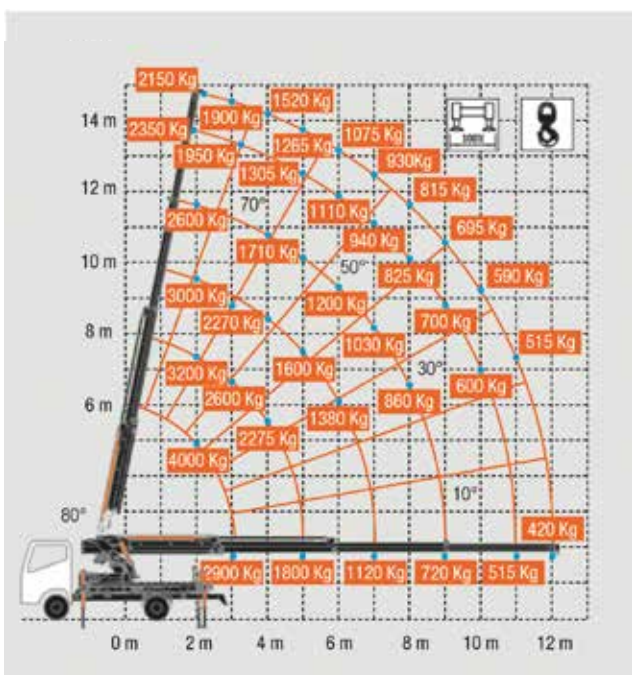 2150 Kg
1520 Kg
14 m
1900 Kg
2350 Kg
1265 Kg
1075 Kg
100%
1950 Kg
930Kg
1305 Kg
12 m
70°
1110 Kg
815 Kg
2600 Kg
940 Kg
695 Kg
1710 Kg
10 m
50°
825 Kg
590 Kg
3000 Kg
1200 Kg
2270 Kg
700 Kg
8 m
1030 Kg
515 Kg
3200 Kg
1600 Kg
30°
600 Kg
2600 Kg
860 Kg
6 m
1380 Kg
2275 Kg
4000 Kg
10°
80°
420 Kg
2900 Kg
1800 Kg
1120 Kg
720 Kg
515 Kg
0 m
2 m
4 m
6 m
8 m
10 m
12 m